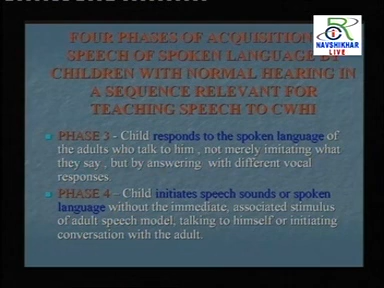 FOUR PHASES OF ACQUISITION
SPEECH OF SPOKEN LANGUAGE BY
CHILDREN WITH NORMAL HEARING IN
A SEQUENCE RELEVANT FOR
TEACHING SPEECH TO CWHI
PHASE 3 - Child responds to the spoken language of
the adults who talk to him , not merely imitating what
they say , but by answering with different vocal
responses.
PHASE 4 – Child initiates speech sounds or spoken
language without the immediate, associated stimulus
of adult speech model, talking to himself or initiating
conversation with the adult.
R
NAVSHIKHAR
LIVE